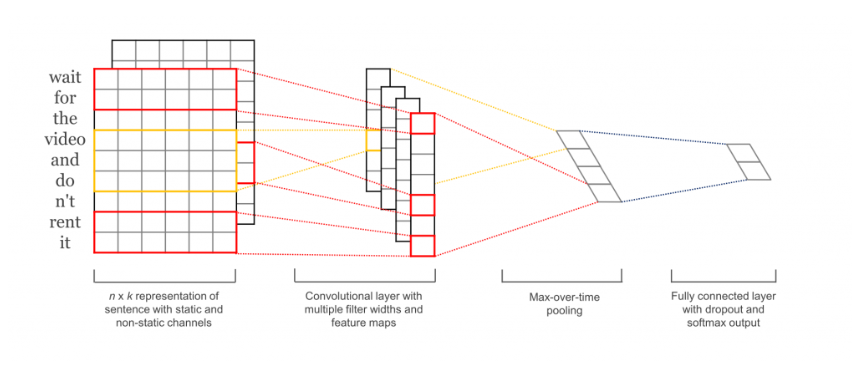 wait
for
the
video
and
do
n't
rent
it
n x k representation of
sentence with static and
non-static channels
Convolutional layer with
multiple filter widths and
feature maps
Max-over-time
pooling
Fully connected layer
with dropout and
softmax output